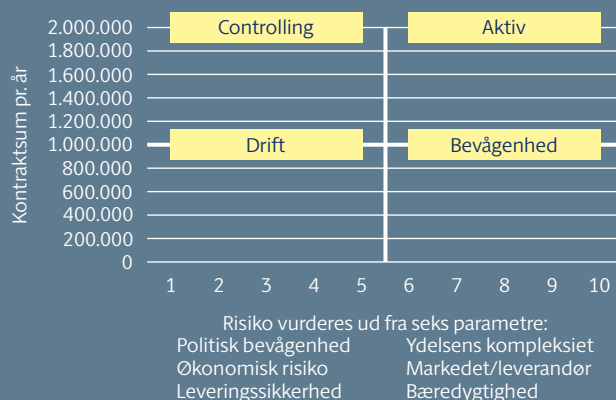 Kontraktsum pr. år
Controlling Aktiv
2.000.000
1.800.000
1.600.000
1.400.000
1.200.000
Drift Bevågenhed
1.000.000
800.000
600.000
400.000
200.000
0
1 2 3 4 5 6 7 8 9 10
Risiko vurderes ud fra seks parametre:
Politisk bevågenhed Ydelsens kompleksiet
Økonomisk risiko Markedet/leverandør
Leveringssikkerhed Bæredygtighed